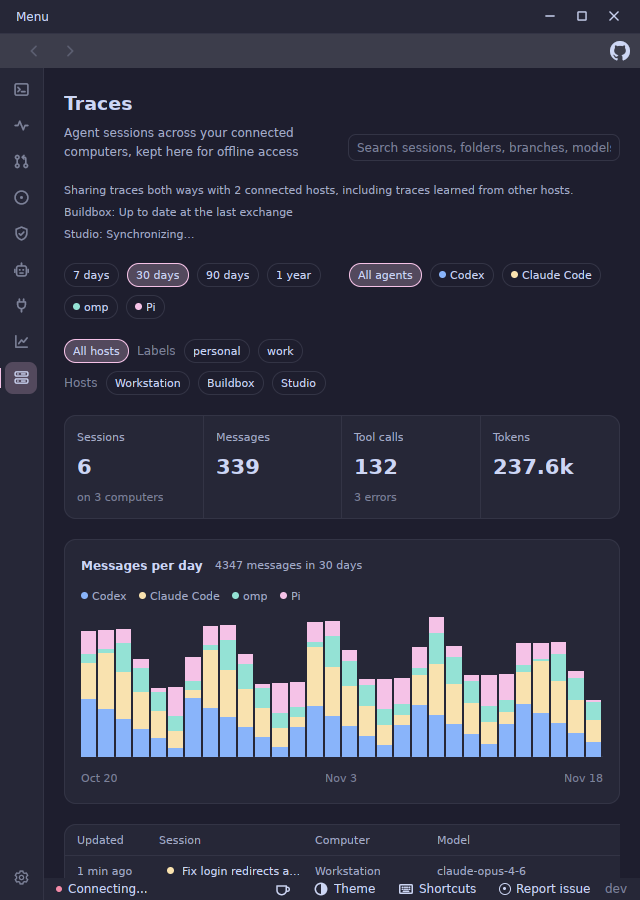 Menu
Traces
Agent sessions across your connected
computers, kept here for offline access
Search sessions, folders, branches, models
Sharing traces both ways with 2 connected hosts, including traces learned from other hosts.
Buildbox: Up to date at the last exchange
Studio: Synchronizing...
7 days 30 days 90 days 1 year All agents Codex Claude Code
omp Pi
All hosts Labels personal work
Hosts Workstation Buildbox Studio
Sessions Messages Tool calls Tokens
6 339 132 237.6k
on 3 computers 3 errors
Messages per day 4347 messages in 30 days
Codex Claude Code omp Pi
Oct 20 Nov 3 Nov 18
Updated Session Computer Model
1 min ago Fix login redirects a... Workstation claude-opus-4-6
Connecting... Theme Shortcuts Report issue dev